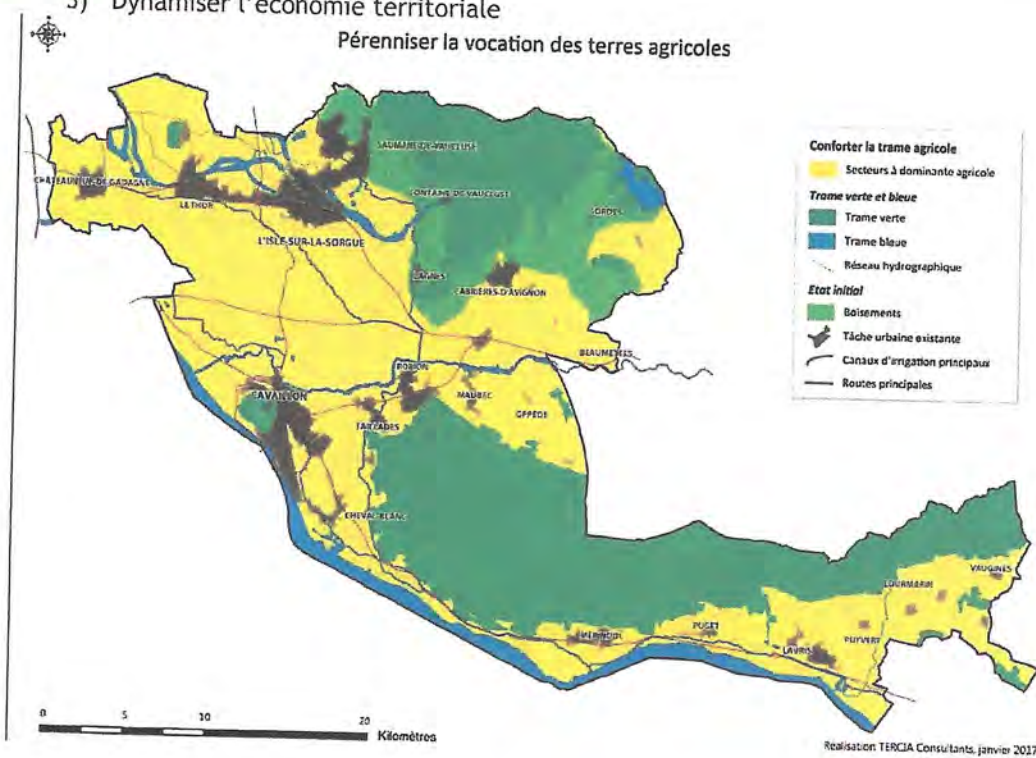 3) Dynamiser l'économie territoriale
Pérenniser la vocation des terres agricoles
Conforter la trame agricole
Secteurs à dominante agricole
Trame verte et bleue
Trame verte
Trame bleue
Réseau hydrographique
Etat initial
Boisements
Tâche urbaine existante
Canaux d'irrigation principaux
Routes principales
SAUMANE-DE-VAUCLUSE
CHATEAUNEUF-DE-GADAGNE
LE THOR
FONTAINE-DE-VAUCLUSE
GORDES
L'ISLE-SUR-LA-SORGUE
LAGNES
CABRIÈRES-D'AVIGNON
BEAUMETTES
ROBION
CAVAILLON
MAUBEC
OPPÈDE
TAILLADES
CHEVAL-BLANC
VAUGINES
LOURMARIN
MÉRINDOL
PUGET
PUYVERT
LAURIS
0 5 10 20
Kilomètres
Réalisation TERCIA Consultants, janvier 2017